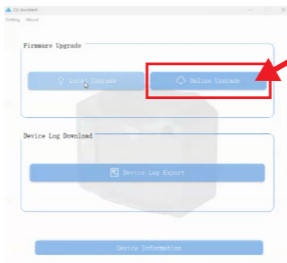 Setting About
Firmware Upgrade
Local Upgrade
Online Upgrade
Device Log Download
Device Log Export
Device Information